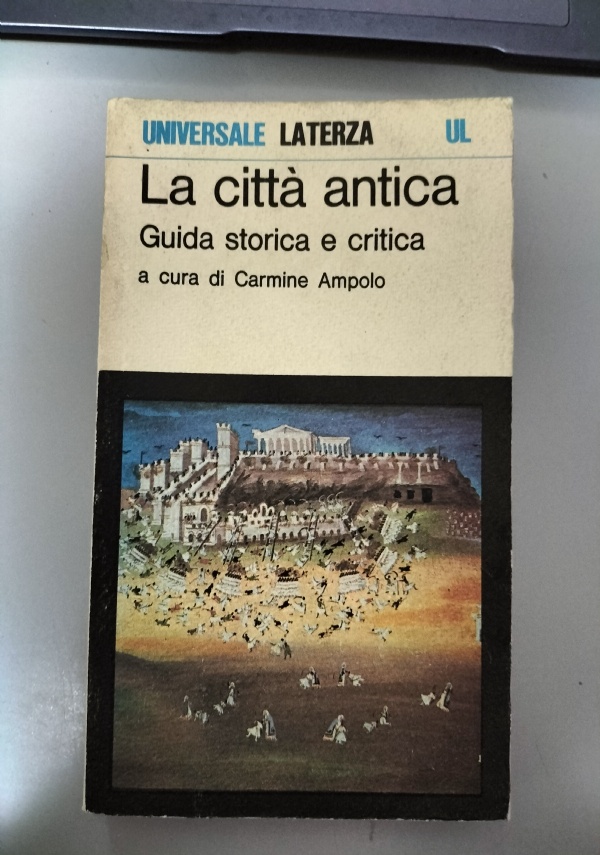 UNIVERSALE LATERZA UL
La città antica
Guida storica e critica
a cura di Carmine Ampolo